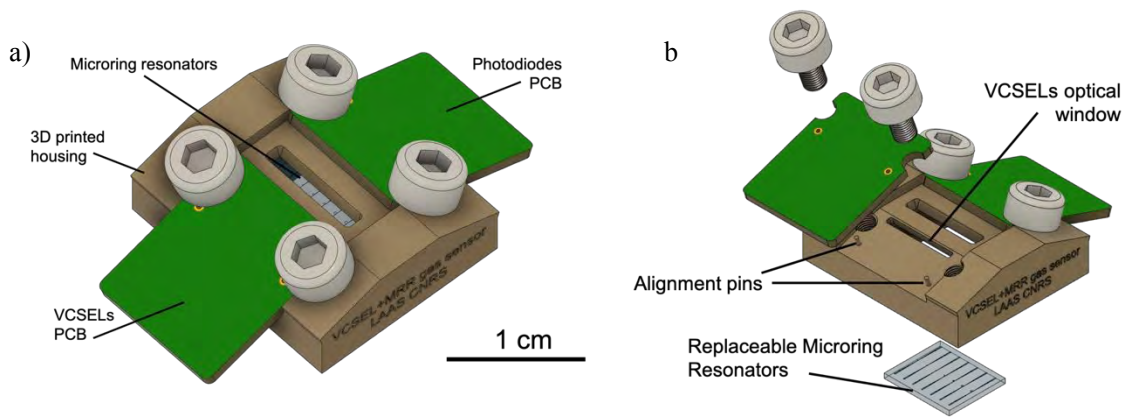 a)
Microring resonators
Photodiodes
PCB
3D printed
housing
VCSELs
PCB
VCSEL+MRR gas sensor
LAAS CNRS
1 cm
b
VCSELs optical
window
Alignment pins
VCSEL+MRR gas sensor
LAAS CNRS
Replaceable Microring
Resonators